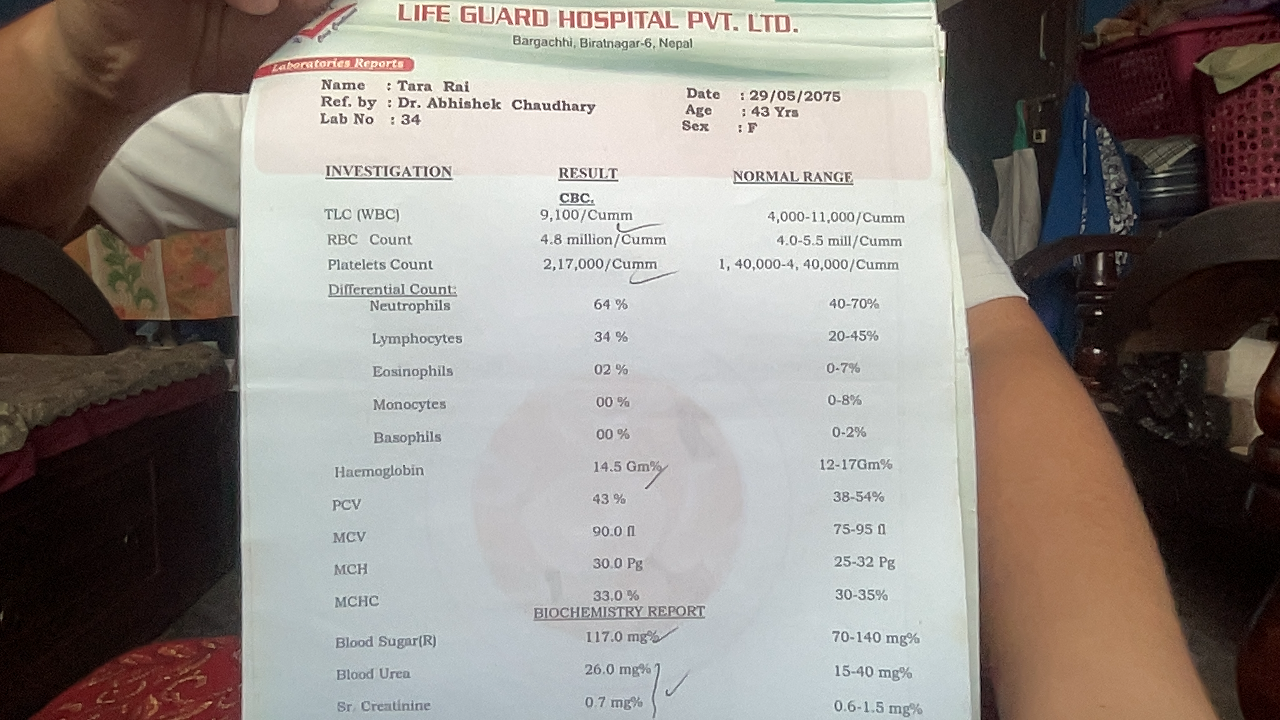 LIFE GUARD HOSPITAL PVT. LTD.
Bargachhi, Biratnagar-6, Nepal
Laboratories Reports
Name : Tara Rai Date : 29/05/2075
Ref. by : Dr. Abhishek Chaudhary Age : 43 Yrs
Lab No : 34 Sex : F
INVESTIGATION RESULT NORMAL RANGE
CBC.
TLC (WBC) 9,100/Cumm 4,000-11,000/Cumm
RBC Count 4.8 million/Cumm 4.0-5.5 mill/Cumm
Platelets Count 2,17,000/Cumm 1, 40,000-4, 40,000/Cumm
Differential Count:
Neutrophils 64 % 40-70%
Lymphocytes 34 % 20-45%
Eosinophils 02 % 0-7%
Monocytes 00 % 0-8%
Basophils 00 % 0-2%
Haemoglobin 14.5 Gm% 12-17Gm%
PCV 43 % 38-54%
MCV 90.0 fl 75-95 fl
MCH 30.0 Pg 25-32 Pg
MCHC 33.0 % 30-35%
BIOCHEMISTRY REPORT
Blood Sugar(R) 117.0 mg% 70-140 mg%
Blood Urea 26.0 mg% 15-40 mg%
Sr. Creatinine 0.7 mg% 0.6-1.5 mg%